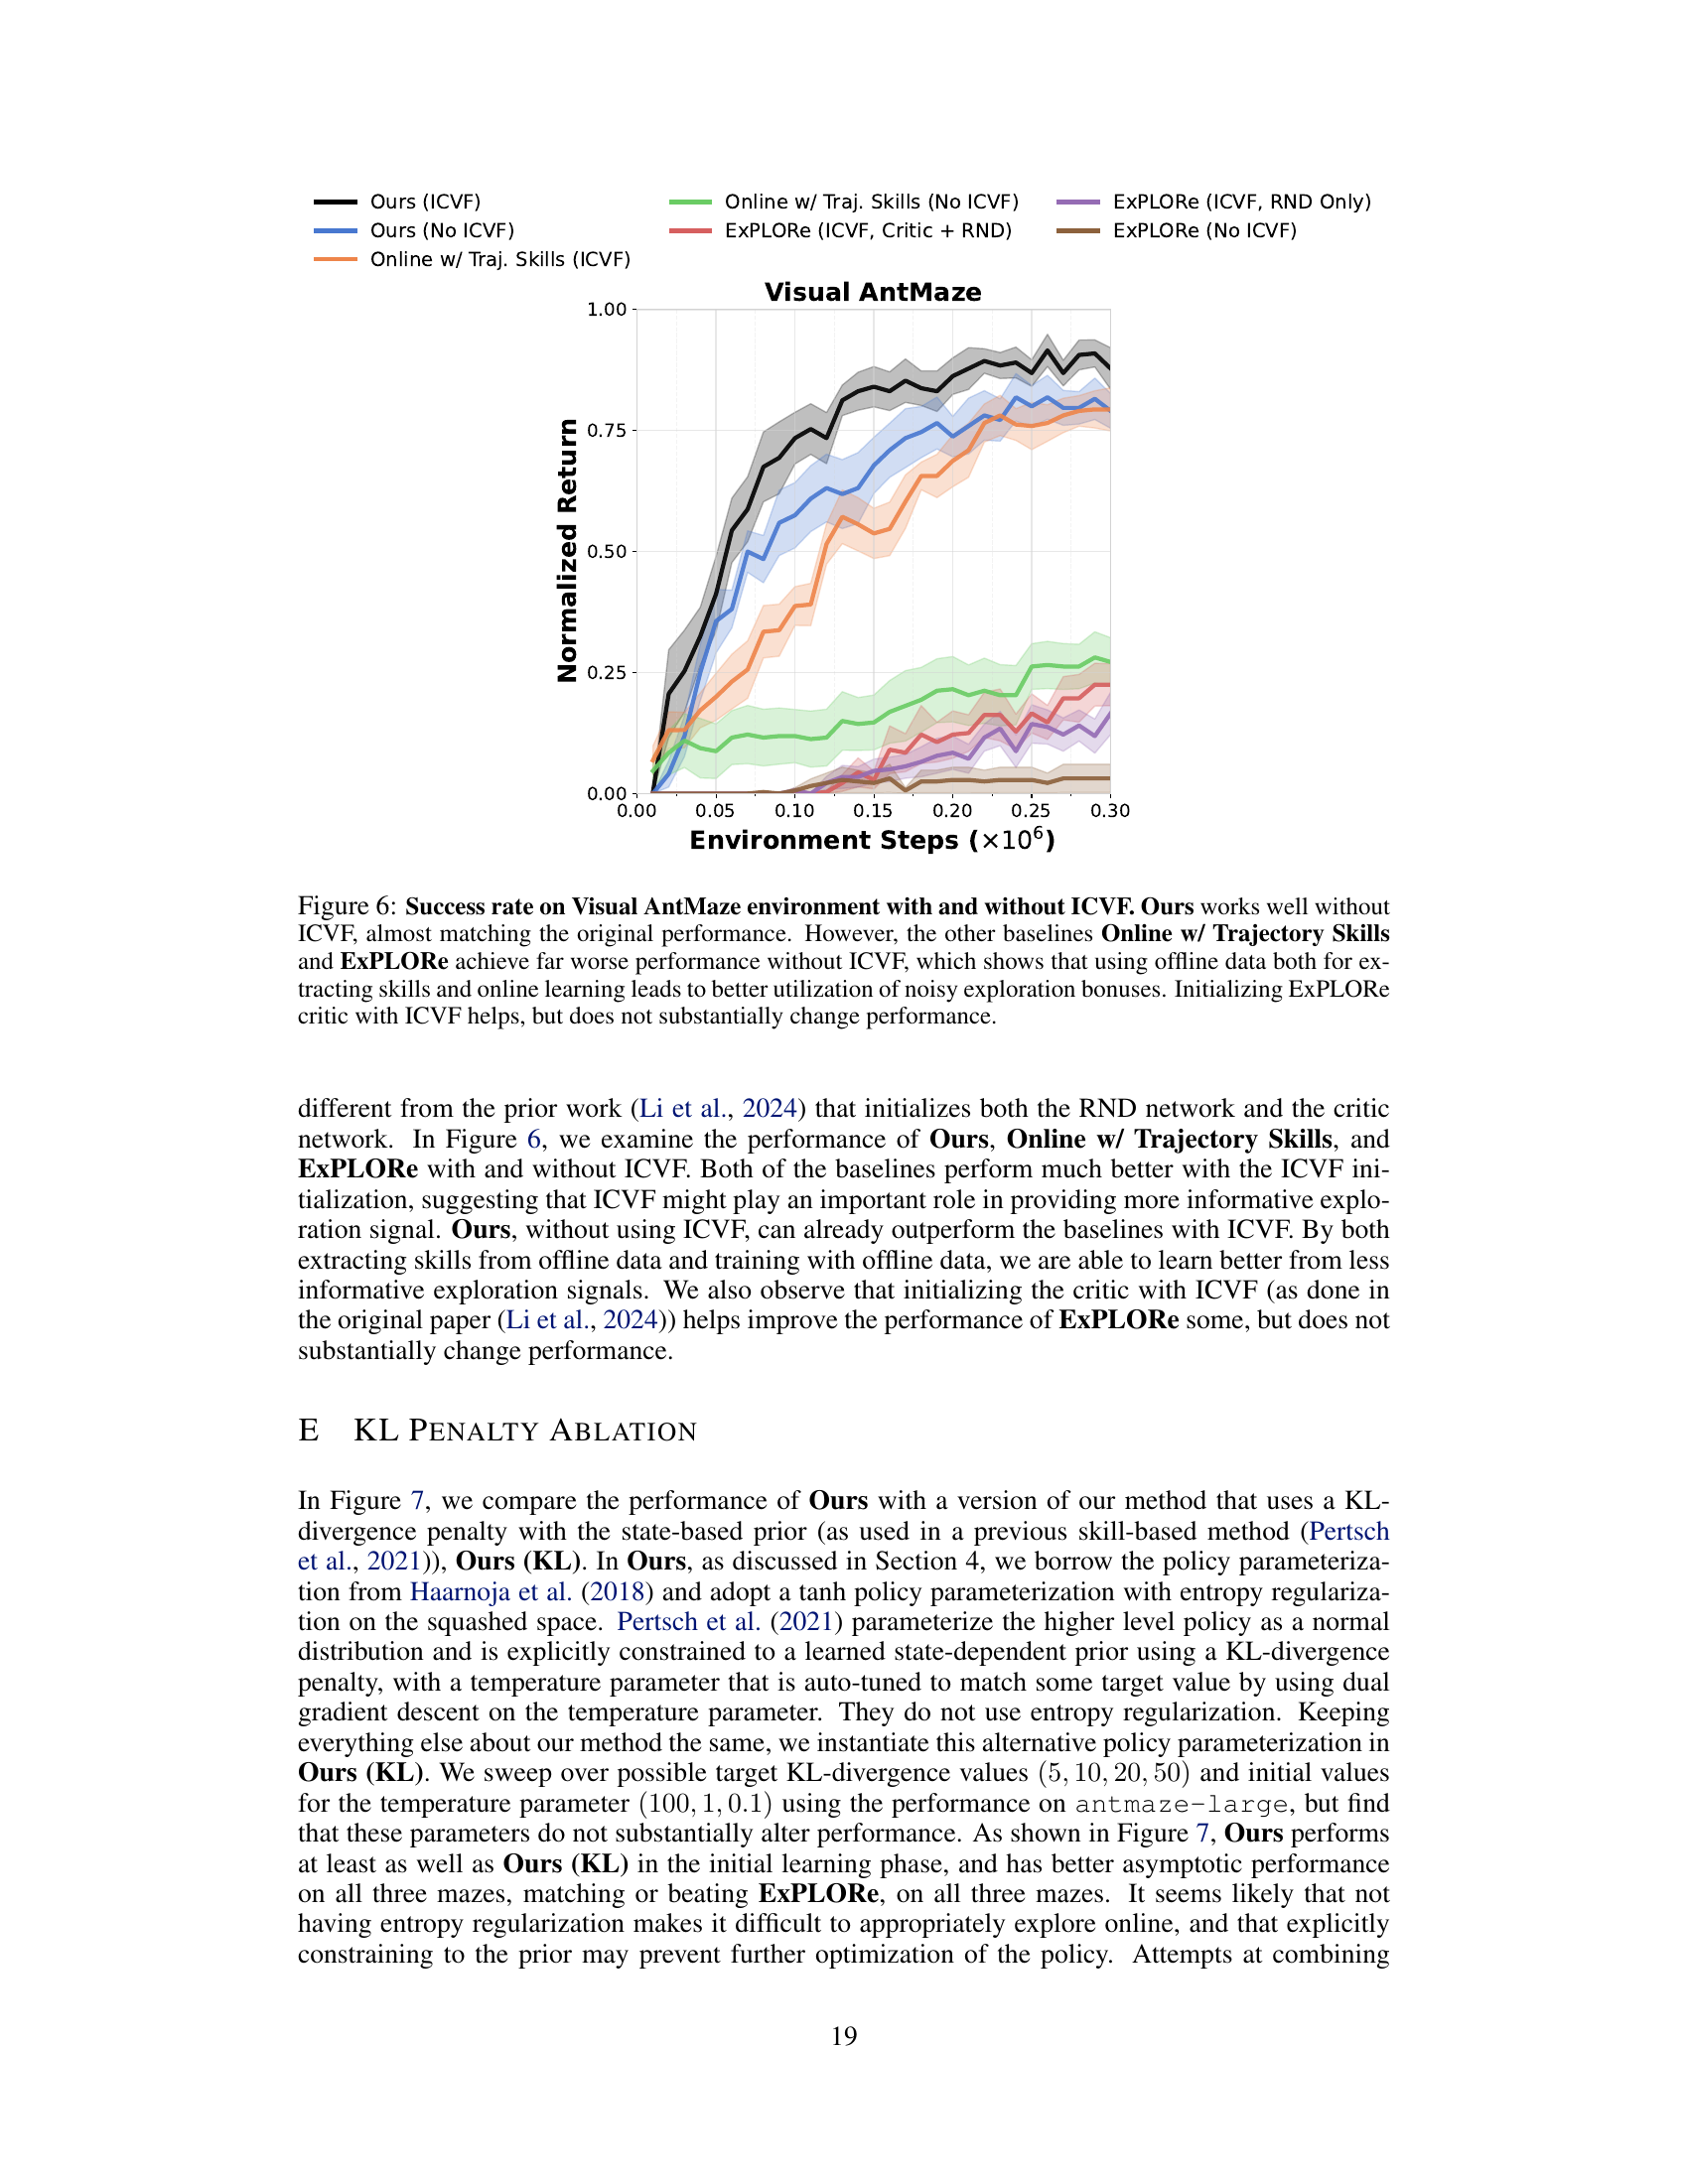 Ours (ICVF)
Ours (No ICVF)
Online w/ Traj. Skills (ICVF)
Online w/ Traj. Skills (No ICVF)
ExPLORe (ICVF, Critic + RND)
ExPLORe (ICVF, RND Only)
ExPLORe (No ICVF)
Visual AntMaze
1.00
0.75
0.50
0.25
0.00
Normalized Return
0.00 0.05 0.10 0.15 0.20 0.25 0.30
Environment Steps (×10⁶)
Figure 6: Success rate on Visual AntMaze environment with and without ICVF. Ours works well without
ICVF, almost matching the original performance. However, the other baselines Online w/ Trajectory Skills
and ExPLORe achieve far worse performance without ICVF, which shows that using offline data both for ex-
tracting skills and online learning leads to better utilization of noisy exploration bonuses. Initializing ExPLORe
critic with ICVF helps, but does not substantially change performance.
different from the prior work (Li et al., 2024) that initializes both the RND network and the critic
network. In Figure 6, we examine the performance of Ours, Online w/ Trajectory Skills, and
ExPLORe with and without ICVF. Both of the baselines perform much better with the ICVF ini-
tialization, suggesting that ICVF might play an important role in providing more informative explo-
ration signal. Ours, without using ICVF, can already outperform the baselines with ICVF. By both
extracting skills from offline data and training with offline data, we are able to learn better from less
informative exploration signals. We also observe that initializing the critic with ICVF (as done in
the original paper (Li et al., 2024)) helps improve the performance of ExPLORe some, but does not
substantially change performance.
E KL PENALTY ABLATION
In Figure 7, we compare the performance of Ours with a version of our method that uses a KL-
divergence penalty with the state-based prior (as used in a previous skill-based method (Pertsch
et al., 2021)), Ours (KL). In Ours, as discussed in Section 4, we borrow the policy parameteriza-
tion from Haarnoja et al. (2018) and adopt a tanh policy parameterization with entropy regulariza-
tion on the squashed space. Pertsch et al. (2021) parameterize the higher level policy as a normal
distribution and is explicitly constrained to a learned state-dependent prior using a KL-divergence
penalty, with a temperature parameter that is auto-tuned to match some target value by using dual
gradient descent on the temperature parameter. They do not use entropy regularization. Keeping
everything else about our method the same, we instantiate this alternative policy parameterization in
Ours (KL). We sweep over possible target KL-divergence values (5, 10, 20, 50) and initial values
for the temperature parameter (100, 1, 0.1) using the performance on antmaze-large, but find
that these parameters do not substantially alter performance. As shown in Figure 7, Ours performs
at least as well as Ours (KL) in the initial learning phase, and has better asymptotic performance
on all three mazes, matching or beating ExPLORe, on all three mazes. It seems likely that not
having entropy regularization makes it difficult to appropriately explore online, and that explicitly
constraining to the prior may prevent further optimization of the policy. Attempts at combining
19